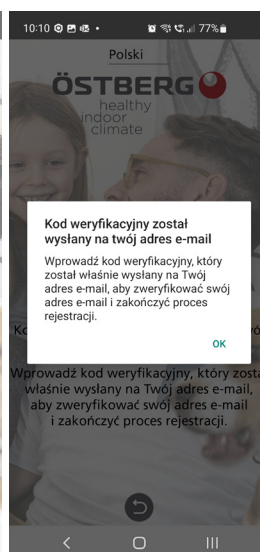 10:10
77%
Polski
ÖSTBERG
healthy
indoor
climate
Kod weryfikacyjny został
wysłany na twój adres e-mail
Wprowadź kod weryfikacyjny, który
został właśnie wysłany na Twój
adres e-mail, aby zweryfikować swój
adres e-mail i zakończyć proces
rejestracji.
OK
Wprowadź kod weryfikacyjny, który zosta
właśnie wysłany na Twój adres e-mail,
aby zweryfikować swój adres e-mail
i zakończyć proces rejestracji.